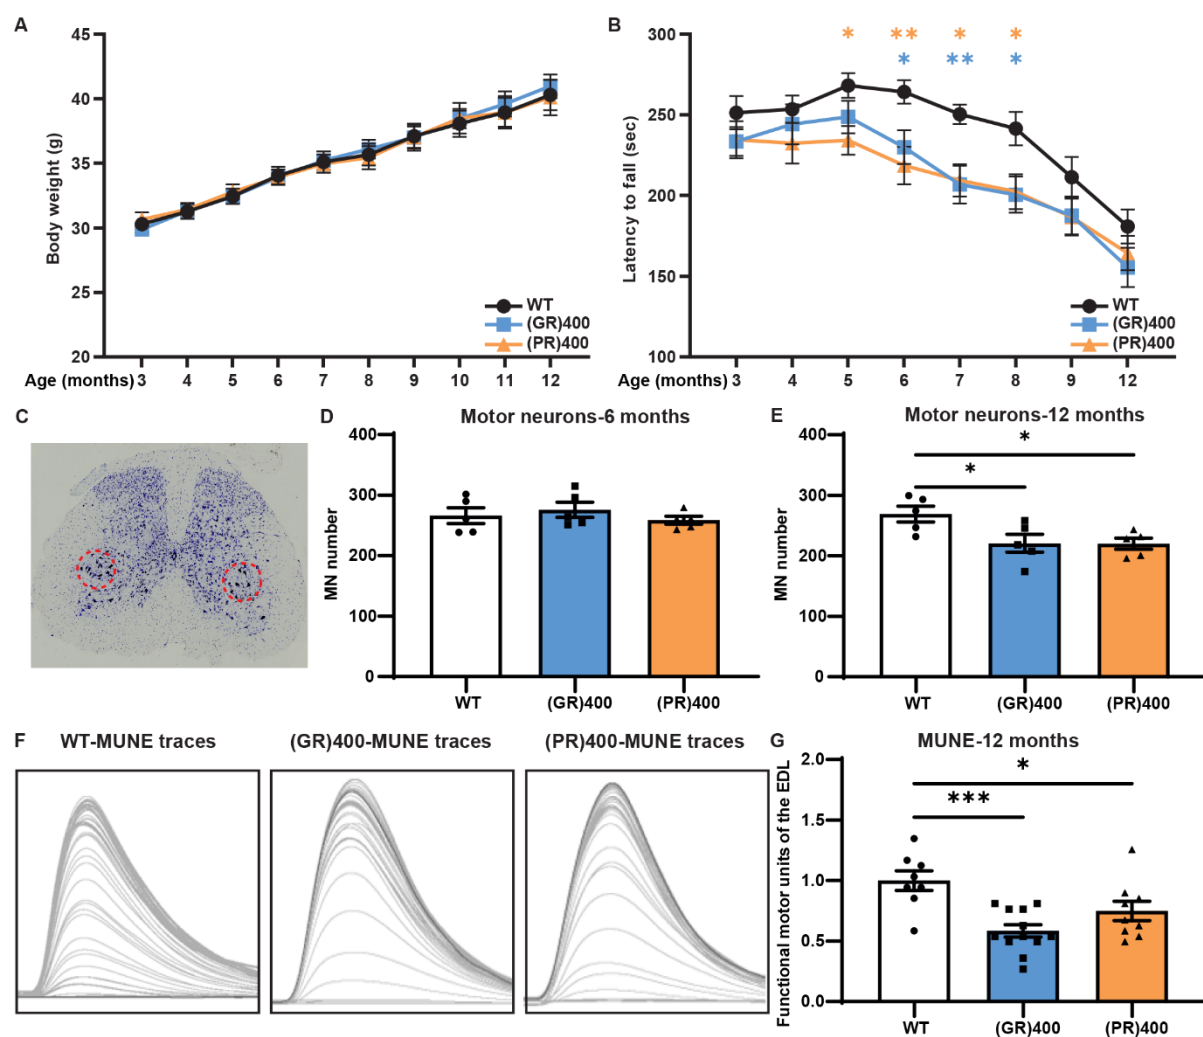 A
45
40
35
30
25
20
Body weight (g)
WT
(GR)400
(PR)400
Age (months) 3 4 5 6 7 8 9 10 11 12
B
300
250
200
150
100
Latency to fall (sec)
* ** * *
* ** *
WT
(GR)400
(PR)400
Age (months) 3 4 5 6 7 8 9 12
C
D
Motor neurons-6 months
400
300
200
100
0
MN number
WT (GR)400 (PR)400
E
Motor neurons-12 months
400
300
200
100
0
MN number
*
*
WT (GR)400 (PR)400
F
WT-MUNE traces
(GR)400-MUNE traces
(PR)400-MUNE traces
G
MUNE-12 months
2.0
1.5
1.0
0.5
0.0
Functional motor units of the EDL
*
***
WT (GR)400 (PR)400